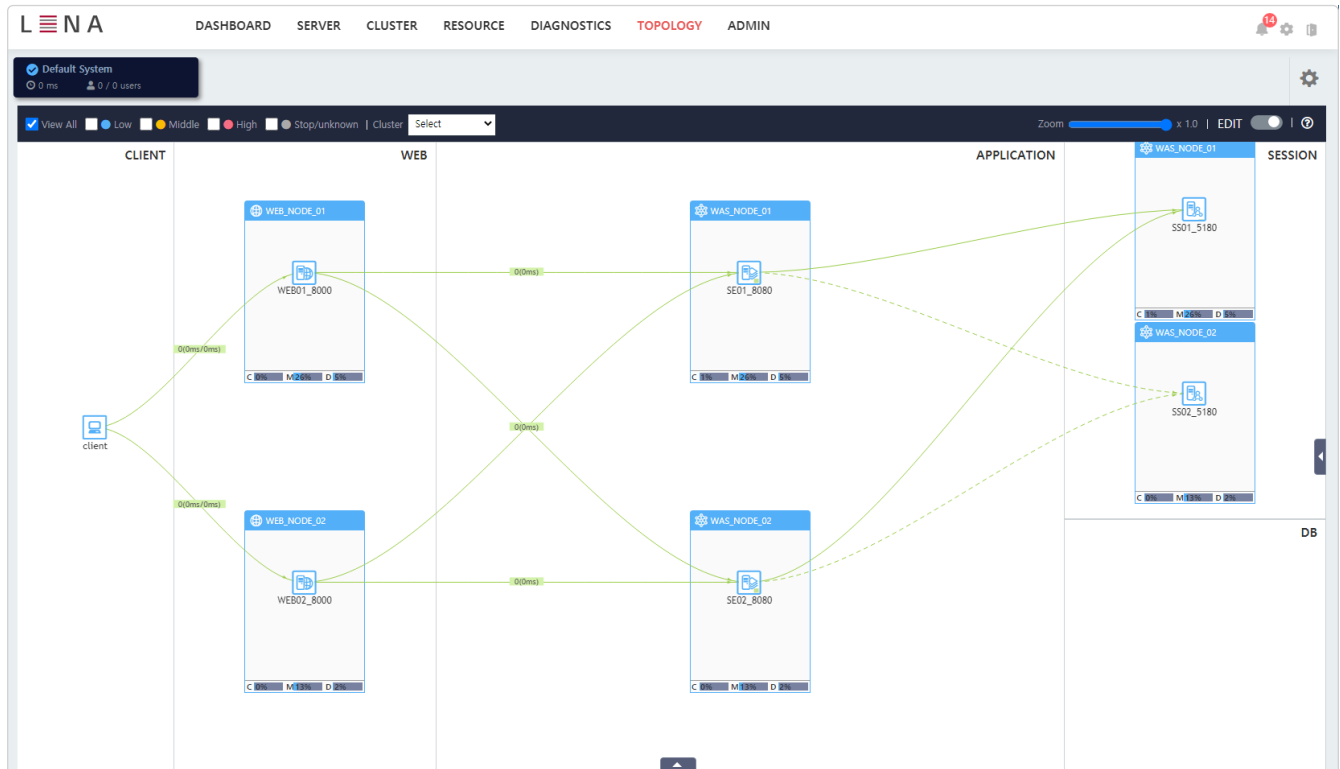 LENA
DASHBOARD SERVER CLUSTER RESOURCE DIAGNOSTICS TOPOLOGY ADMIN
14
Default System
0 ms 0 / 0 users
View All Low Middle High Stop/unknown | Cluster Select
Zoom x 1.0 | EDIT |
CLIENT
WEB
APPLICATION
SESSION
WAS_NODE_01
SS01_5180
C 1% M 26% D 5%
WEB_NODE_01
WEB01_8000
C 0% M 26% D 5%
WAS_NODE_01
SE01_8080
C 1% M 26% D 5%
0(0ms)
WAS_NODE_02
SS02_5180
C 0% M 13% D 2%
0(0ms/0ms)
client
0(0ms)
0(0ms/0ms)
WEB_NODE_02
WEB02_8000
C 0% M 13% D 2%
0(0ms)
WAS_NODE_02
SE02_8080
C 0% M 13% D 2%
DB